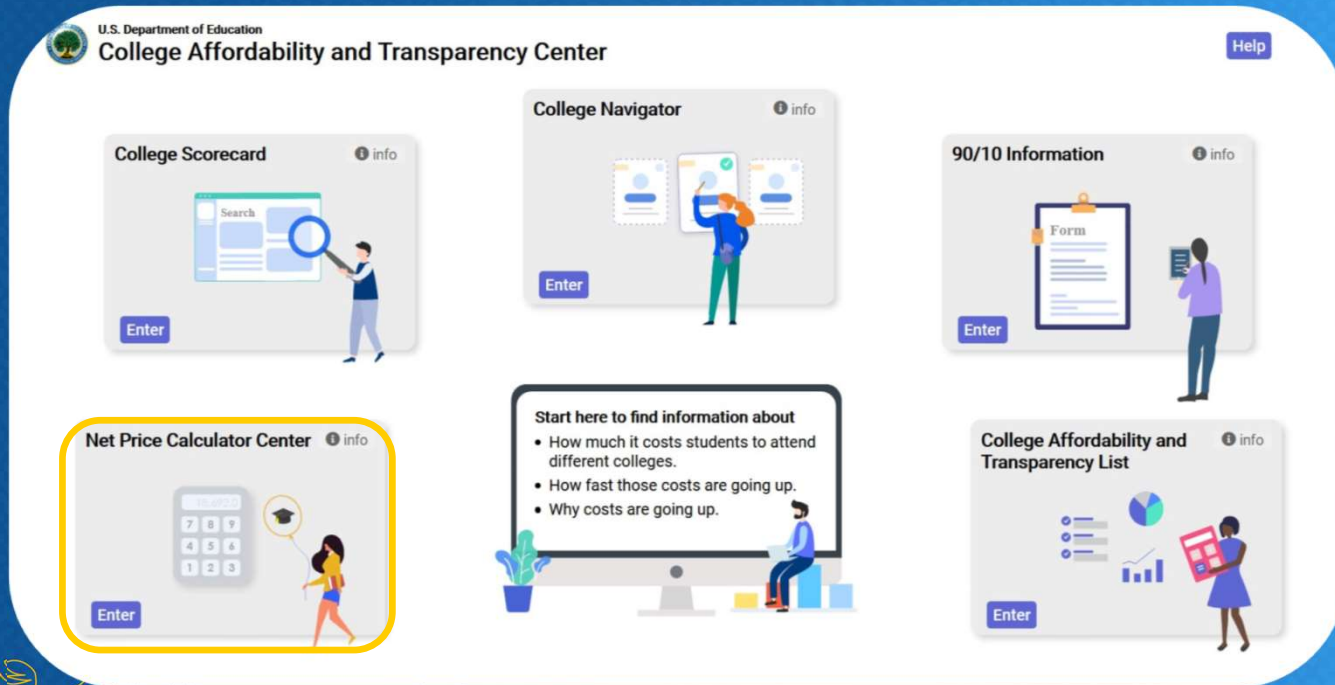 U.S. Department of Education
College Affordability and Transparency Center
Help
College Navigator
info
College Scorecard
info
90/10 Information
info
Search
Form
Enter
Enter
Enter
Start here to find information about
• How much it costs students to attend
different colleges.
• How fast those costs are going up.
• Why costs are going up.
Net Price Calculator Center
info
College Affordability and
Transparency List
info
7 8 9
4 5 6
1 2 3
Enter
Enter